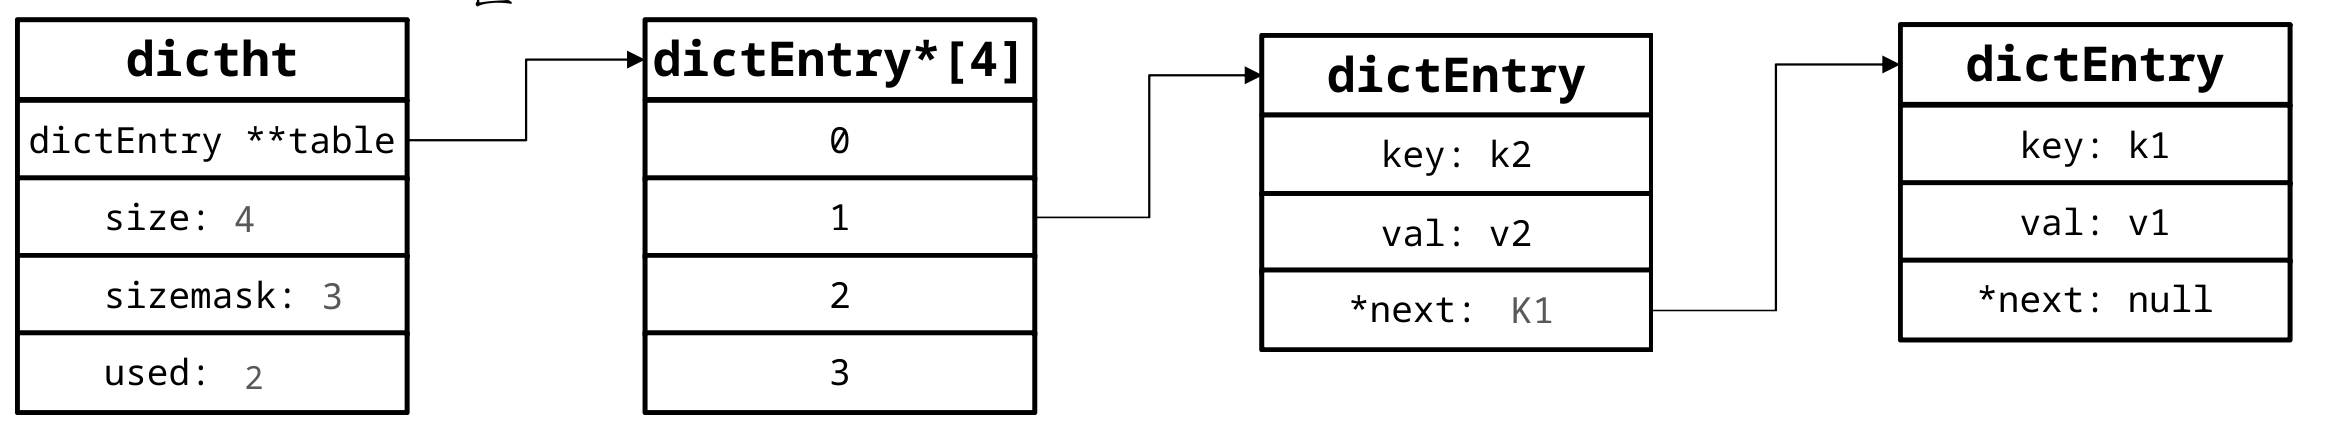 dictht
dictEntry **table
size: 4
sizemask: 3
used: 2
dictEntry*[4]
0
1
2
3
dictEntry
key: k2
val: v2
*next: K1
dictEntry
key: k1
val: v1
*next: null